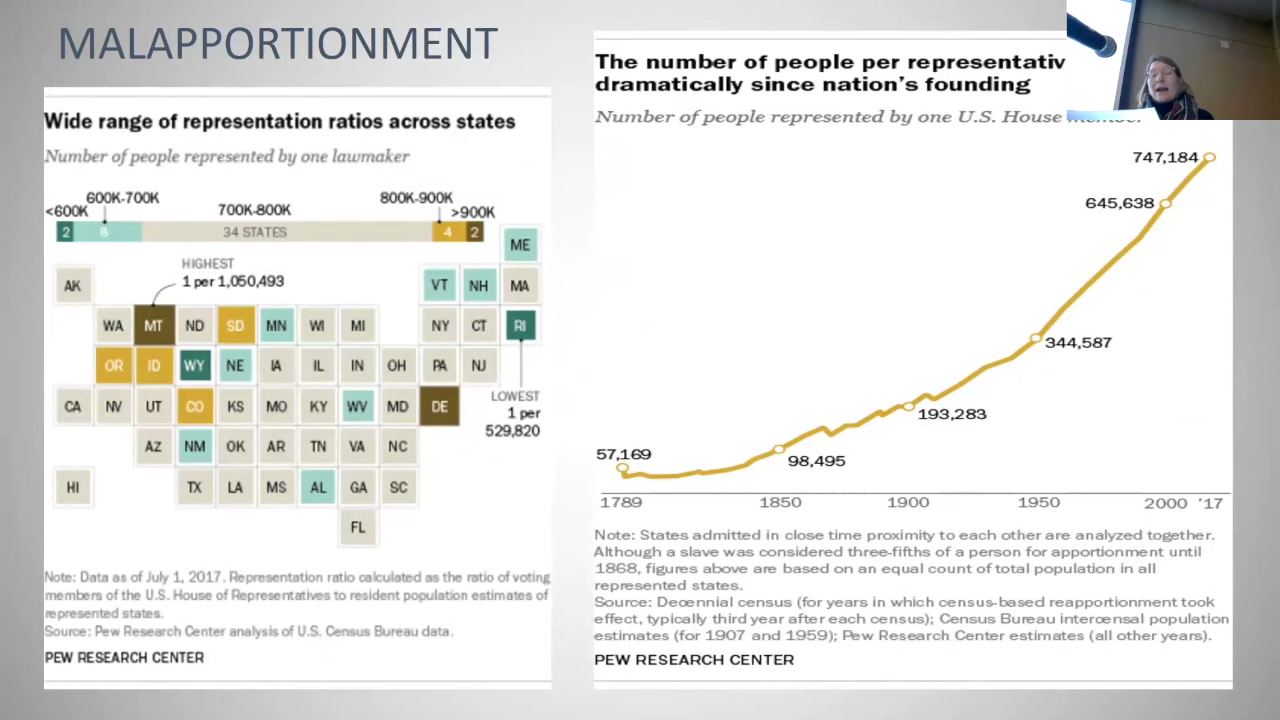 MALAPPORTIONMENT
Wide range of representation ratios across states
Number of people represented by one lawmaker
600K-700K
800K-900K
<600K
700K-800K
>900K
2
8
34 STATES
4
2
ME
HIGHEST
1 per 1,050,493
AK
VT
NH
MA
WA
MT
ND
SD
MN
WI
MI
NY
CT
RI
OR
ID
WY
NE
IA
IL
IN
OH
PA
NJ
CA
NV
UT
CO
KS
MO
KY
WV
MD
DE
LOWEST
1 per
529,820
AZ
NM
OK
AR
TN
VA
NC
HI
TX
LA
MS
AL
GA
SC
FL
Note: Data as of July 1, 2017. Representation ratio calculated as the ratio of voting
members of the U.S. House of Representatives to resident population estimates of
represented states.
Source: Pew Research Center analysis of U.S. Census Bureau data.
PEW RESEARCH CENTER
The number of people per representativ
dramatically since nation's founding
Number of people represented by one U.S. House
747,184
645,638
344,587
193,283
57,169
98,495
1789
1850
1900
1950
2000
'17
Note: States admitted in close time proximity to each other are analyzed together.
Although a slave was considered three-fifths of a person for apportionment until
1868, figures above are based on an equal count of total population in all
represented states.
Source: Decennial census (for years in which census-based reapportionment took
effect, typically third year after each census); Census Bureau intercensal population
estimates (for 1907 and 1959); Pew Research Center estimates (all other years).
PEW RESEARCH CENTER